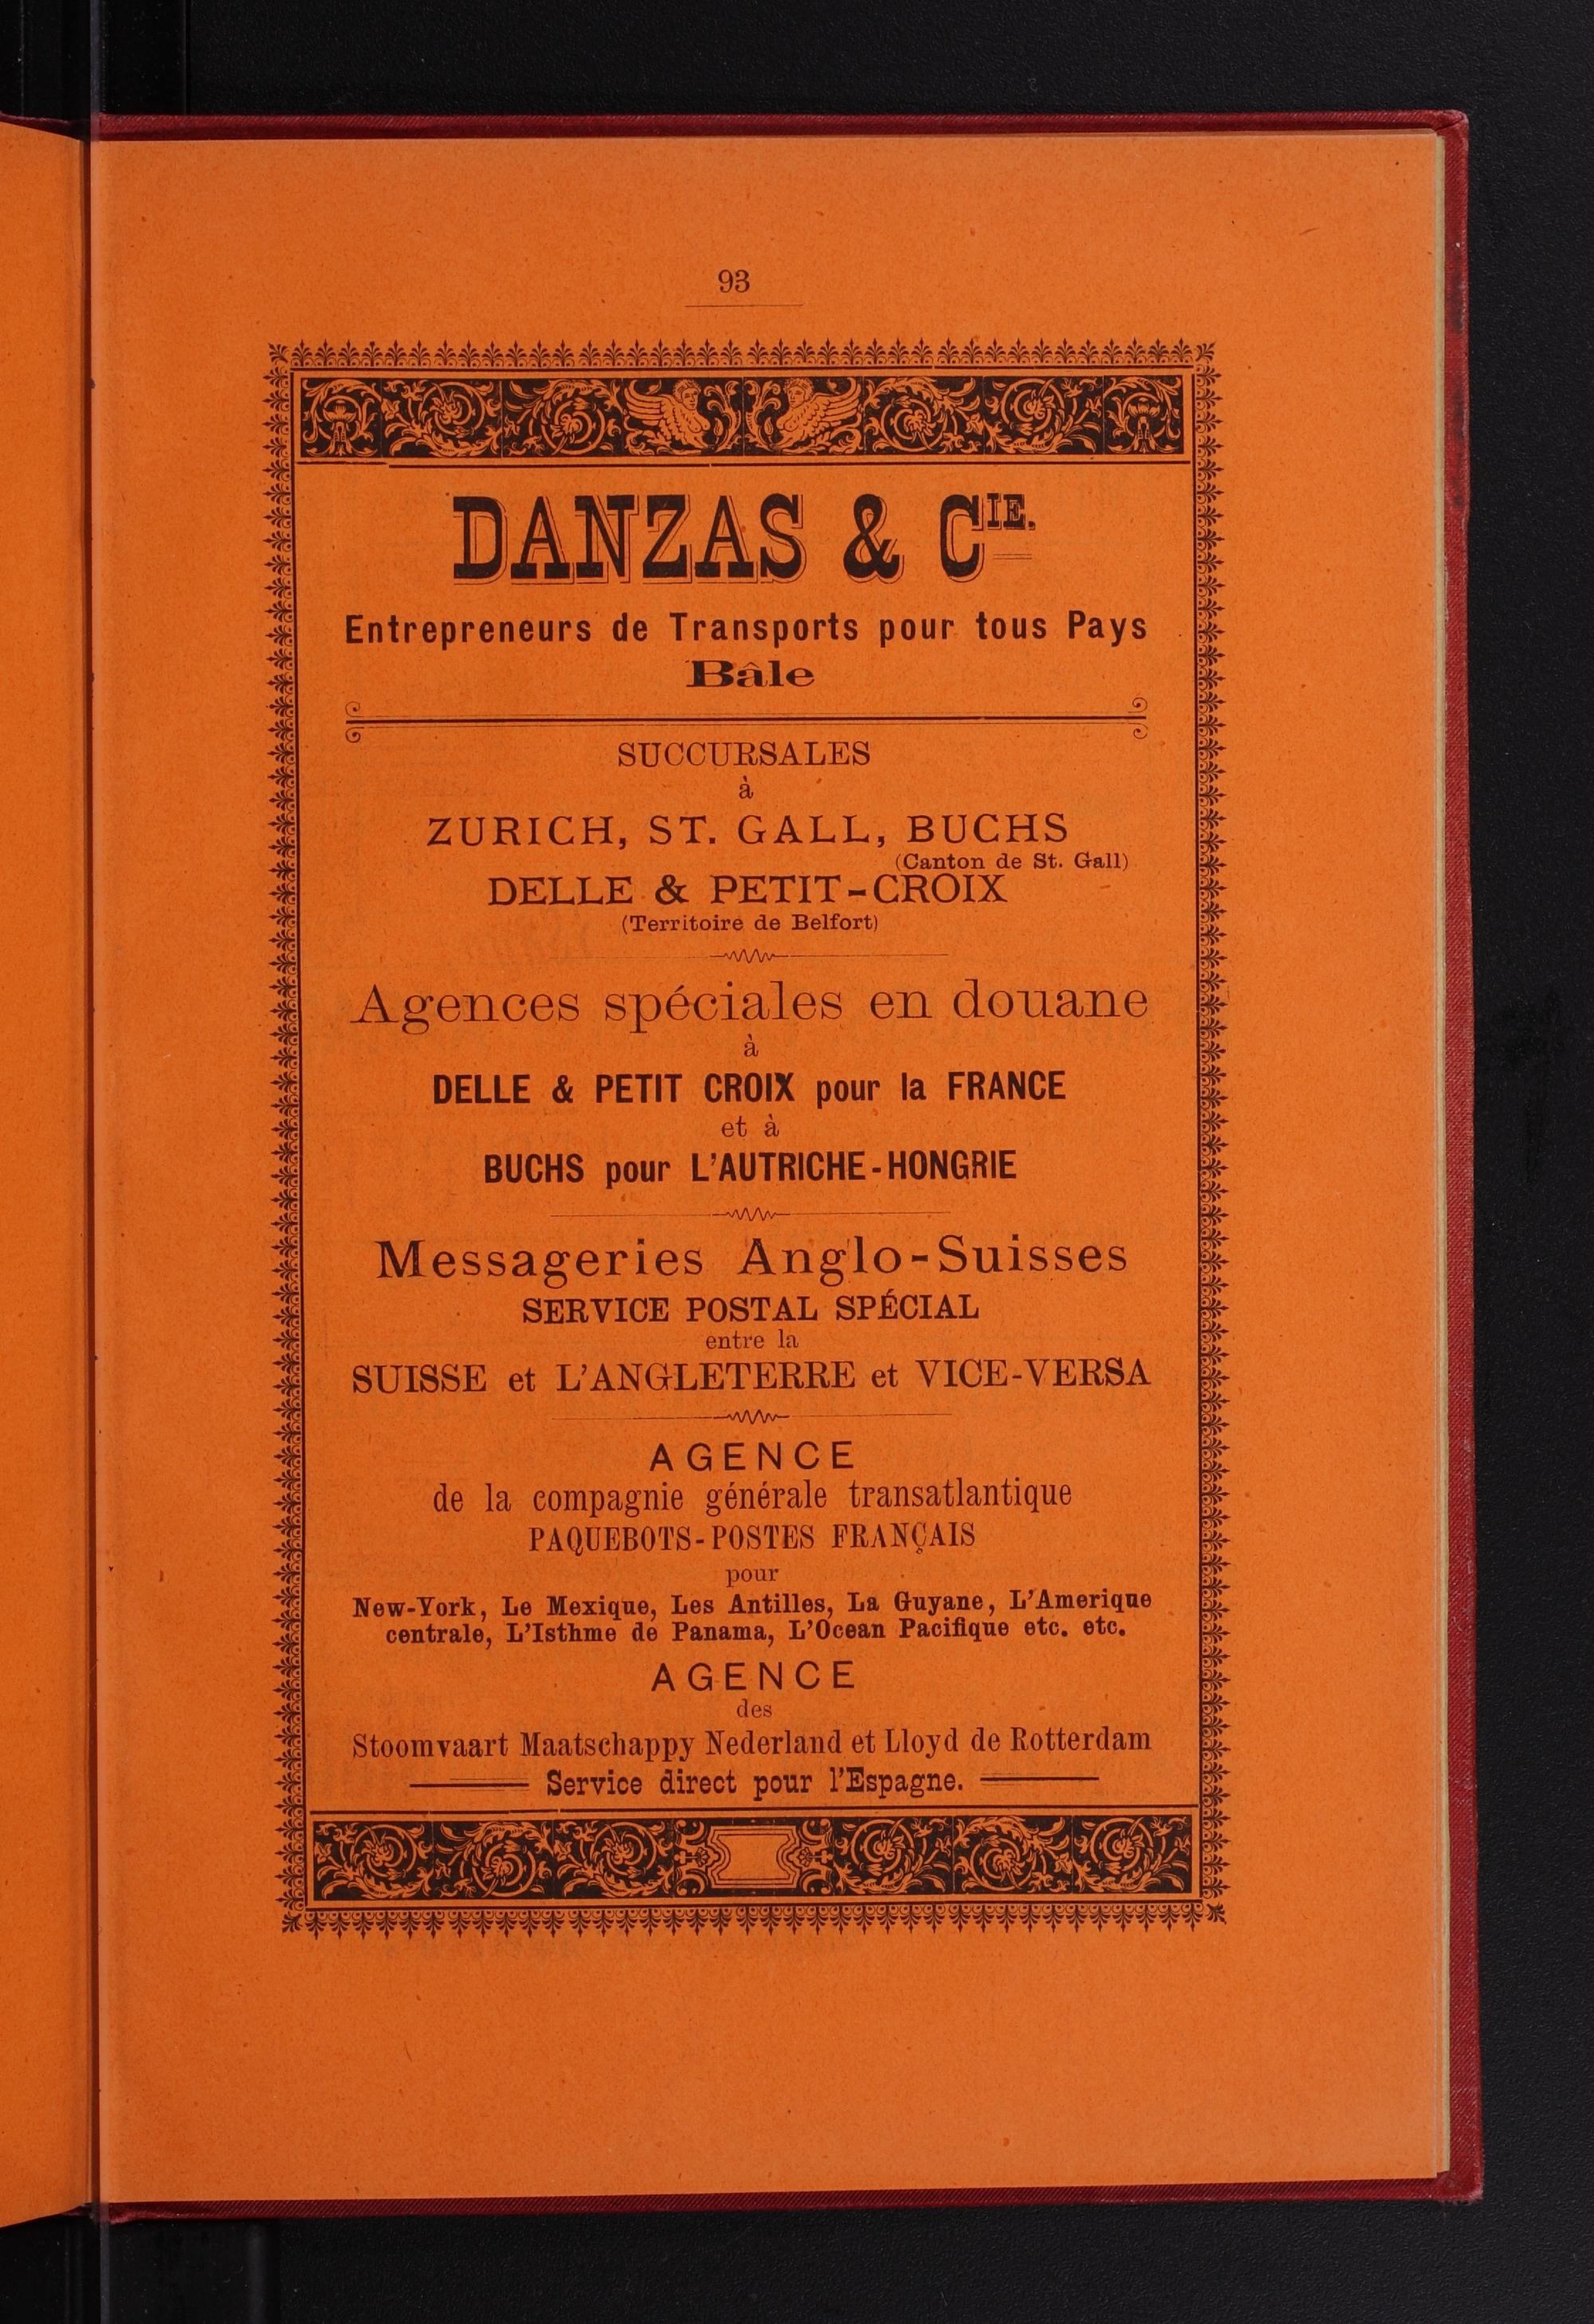 93
DANZAS & CIE.
Entrepreneurs de Transports pour tous Pays
Bâle
SUCCURSALES
à
ZURICH, ST. GALL, BUCHS
(Canton de St. Gall)
DELLE & PETIT-CROIX
(Territoire de Belfort)
Agences spéciales en douane
à
DELLE & PETIT CROIX pour la FRANCE
et à
BUCHS pour L'AUTRICHE-HONGRIE
Messageries Anglo-Suisses
SERVICE POSTAL SPÉCIAL
entre la
SUISSE et L'ANGLETERRE et VICE-VERSA
AGENCE
de la compagnie générale transatlantique
PAQUEBOTS-POSTES FRANÇAIS
pour
New-York, Le Mexique, Les Antilles, La Guyane, L'Amerique
centrale, L'Isthme de Panama, L'Ocean Pacifique etc. etc.
AGENCE
des
Stoomvaart Maatschappy Nederland et Lloyd de Rotterdam
Service direct pour l'Espagne.